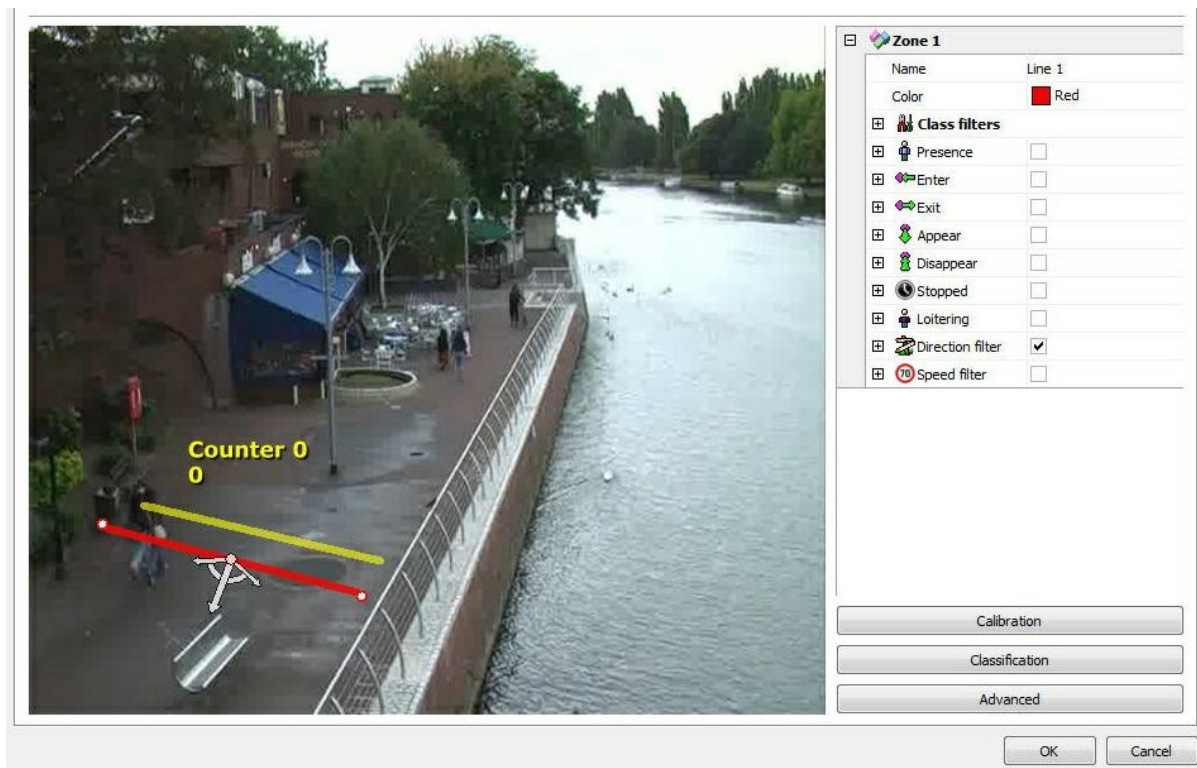 Zone 1
Name Line 1
Color Red
Class filters
Presence
Enter
Exit
Appear
Disappear
Stopped
Loitering
Direction filter
70 Speed filter
Counter 0
0
Calibration
Classification
Advanced
OK Cancel